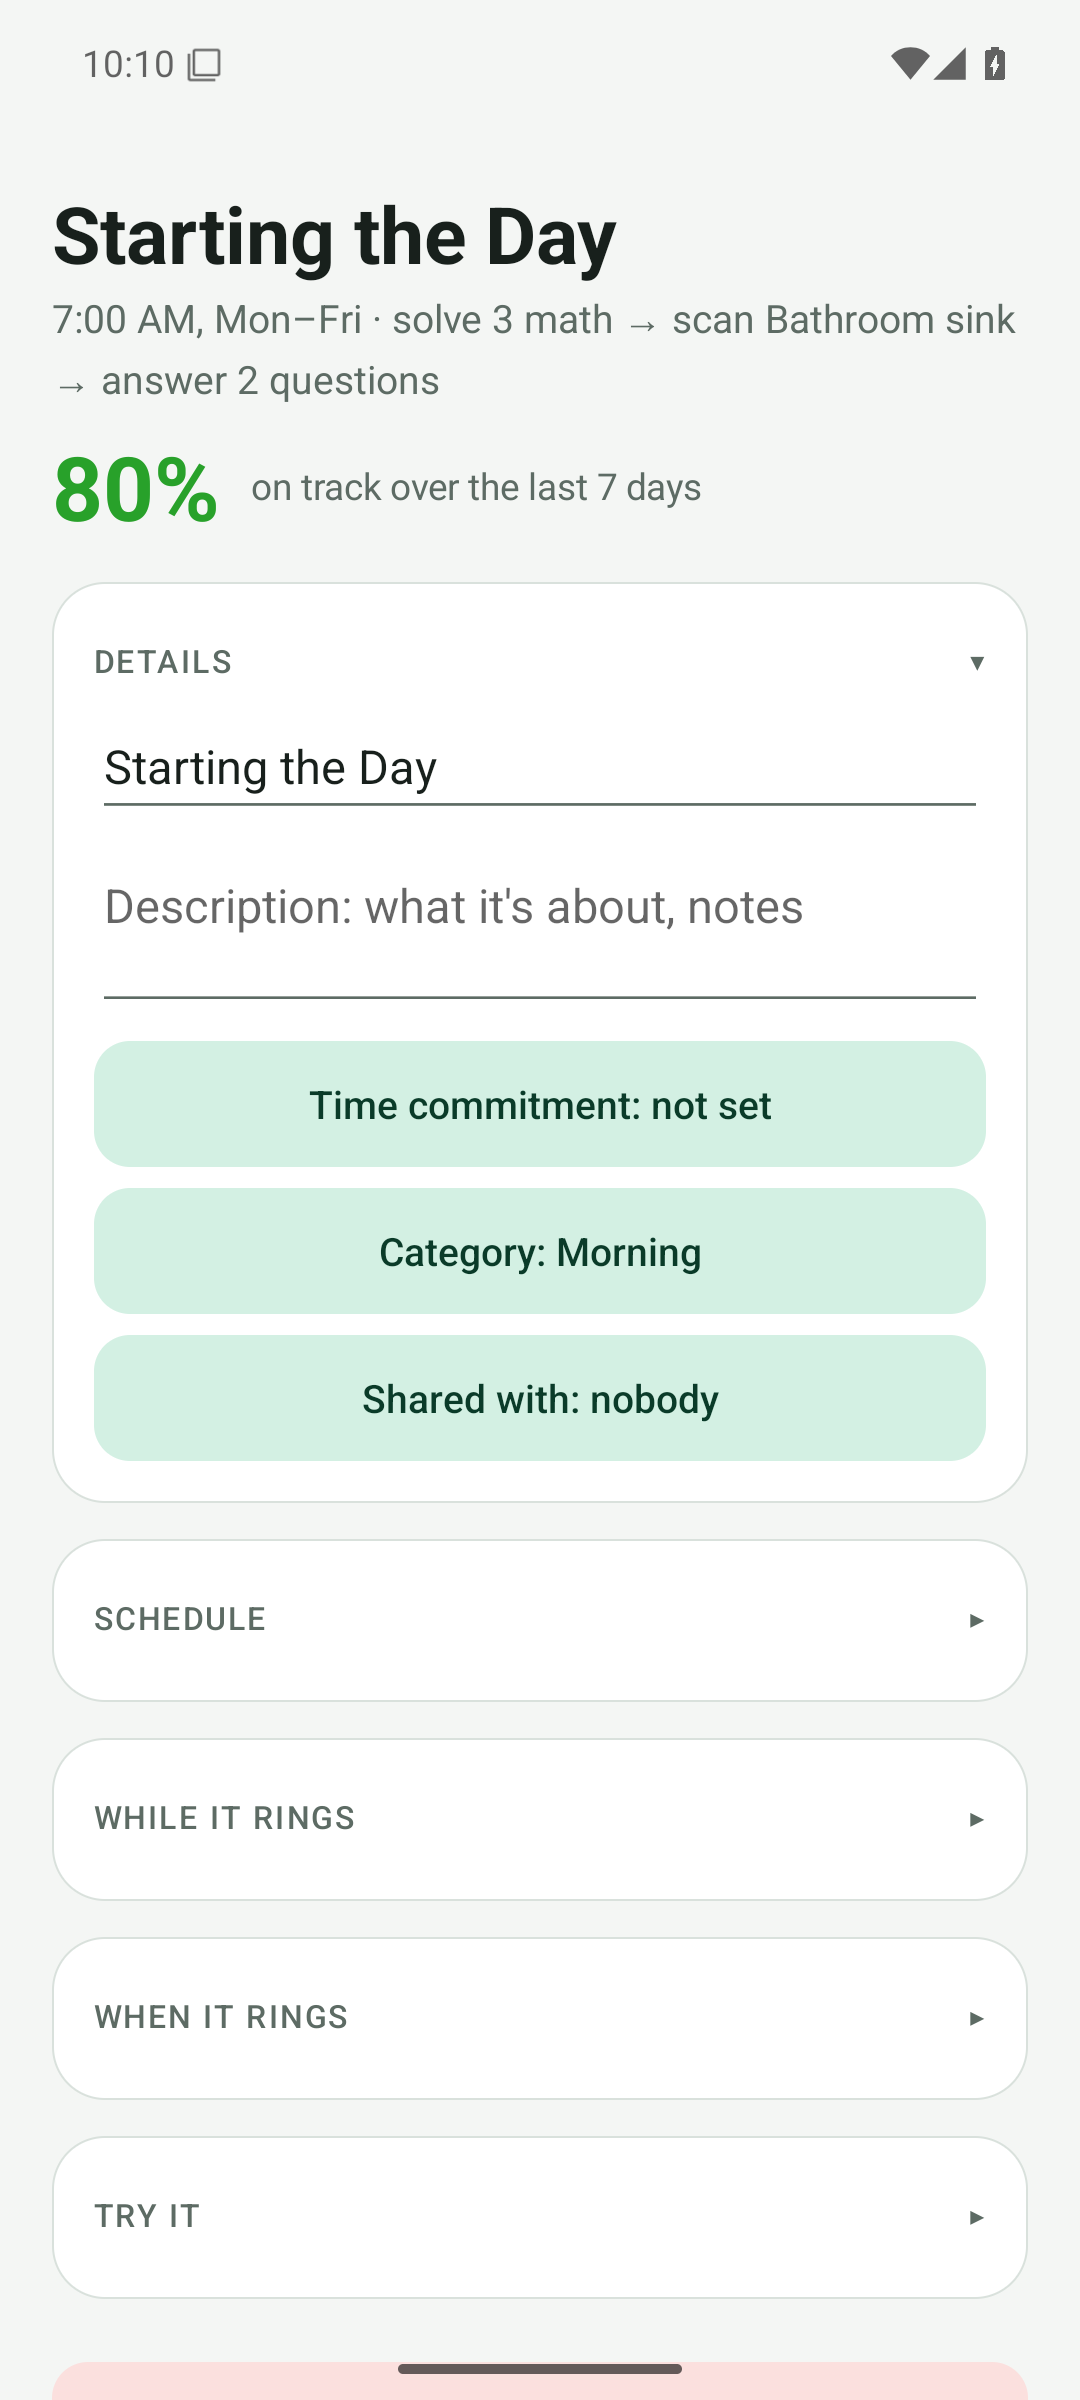 10:10
Starting the Day
7:00 AM, Mon–Fri · solve 3 math → scan Bathroom sink
→ answer 2 questions
80% on track over the last 7 days
DETAILS ▼
Starting the Day
Description: what it's about, notes
Time commitment: not set
Category: Morning
Shared with: nobody
SCHEDULE ►
WHILE IT RINGS ►
WHEN IT RINGS ►
TRY IT ►